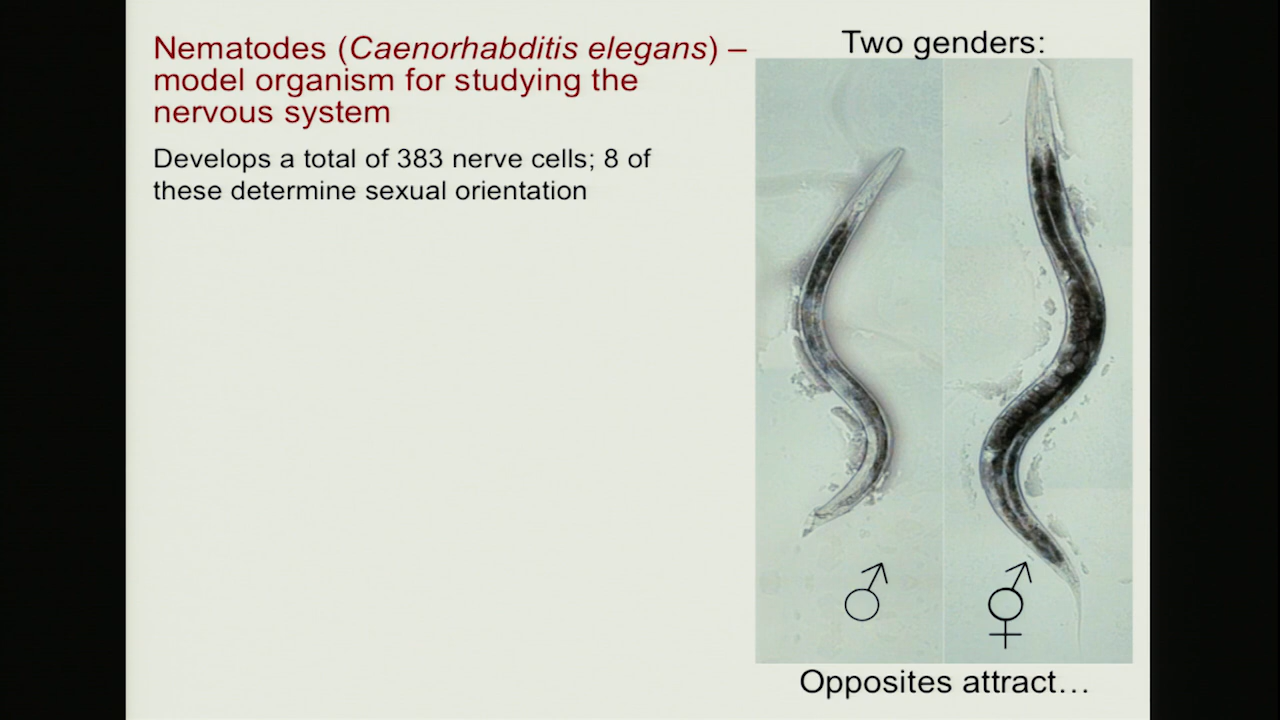 Nematodes (Caenorhabditis elegans) –
model organism for studying the
nervous system
Develops a total of 383 nerve cells; 8 of
these determine sexual orientation
Two genders:
Opposites attract…